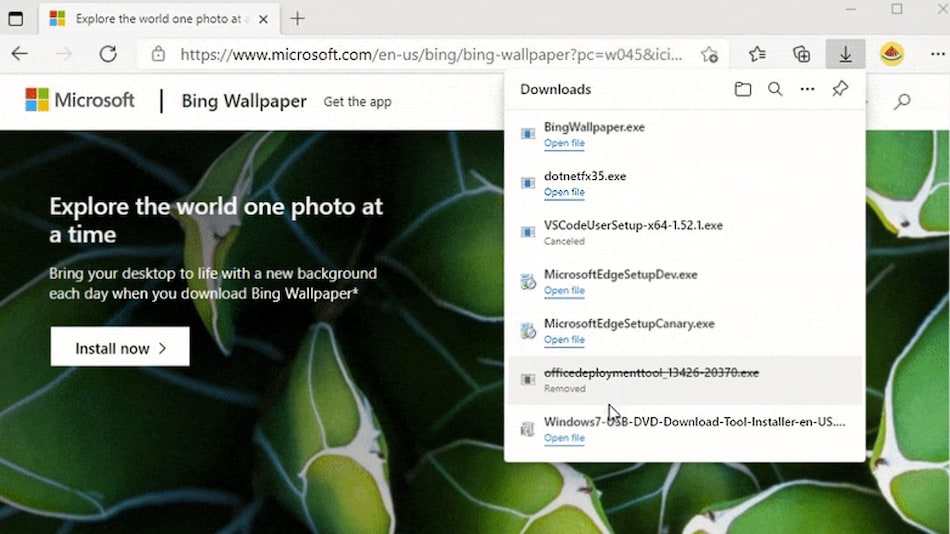 Explore the world one photo at a
https://www.microsoft.com/en-us/bing/bing-wallpaper?pc=w045&ici...
Microsoft
Bing Wallpaper
Get the app
Explore the world one photo at
a time
Bring your desktop to life with a new background
each day when you download Bing Wallpaper*
Install now
Downloads
BingWallpaper.exe
Open file
dotnetfx35.exe
Open file
VSCodeUserSetup-x64-1.52.1.exe
Canceled
MicrosoftEdgeSetupDev.exe
Open file
MicrosoftEdgeSetupCanary.exe
Open file
officedeploymenttool_13426-20370.exe
Removed
Windows7-USB-DVD-Download-Tool-Installer-en-US....
Open file